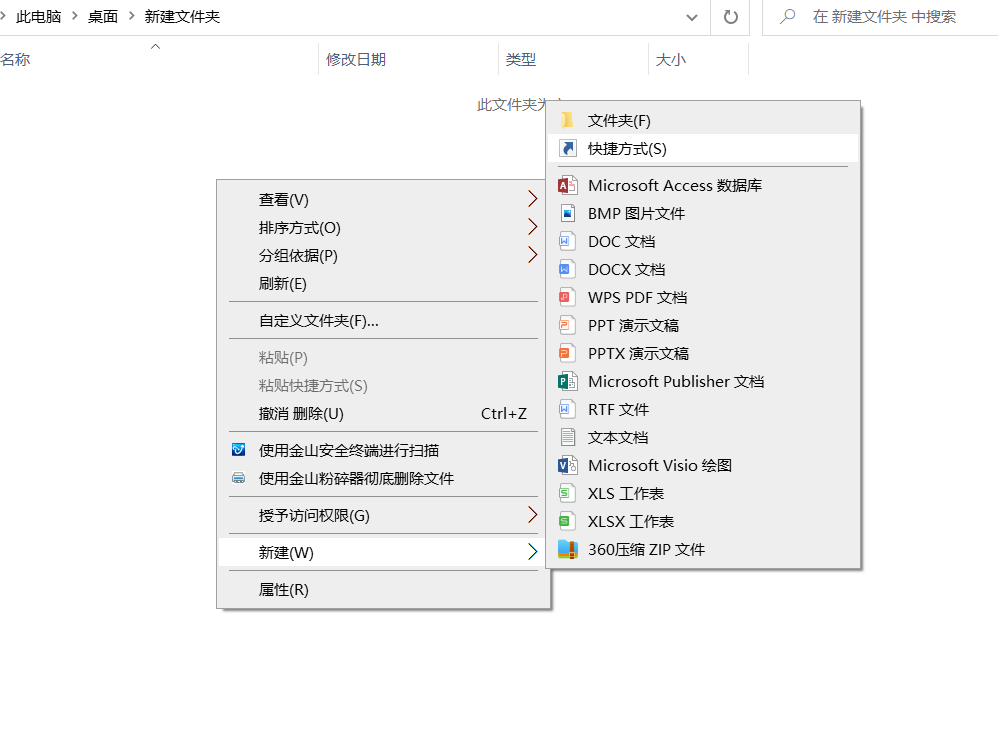 此电脑 桌面 新建文件夹 在 新建文件夹 中搜索
名称 修改日期 类型 大小
此文件夹为
查看(V)
排序方式(O)
分组依据(P)
刷新(E)
自定义文件夹(F)...
粘贴(P)
粘贴快捷方式(S)
撤消 删除(U) Ctrl+Z
使用金山安全终端进行扫描
使用金山粉碎器彻底删除文件
授予访问权限(G)
新建(W)
属性(R)
文件夹(F)
快捷方式(S)
Microsoft Access 数据库
BMP 图片文件
DOC 文档
DOCX 文档
WPS PDF 文档
PPT 演示文稿
PPTX 演示文稿
Microsoft Publisher 文档
RTF 文件
文本文档
Microsoft Visio 绘图
XLS 工作表
XLSX 工作表
360压缩 ZIP 文件